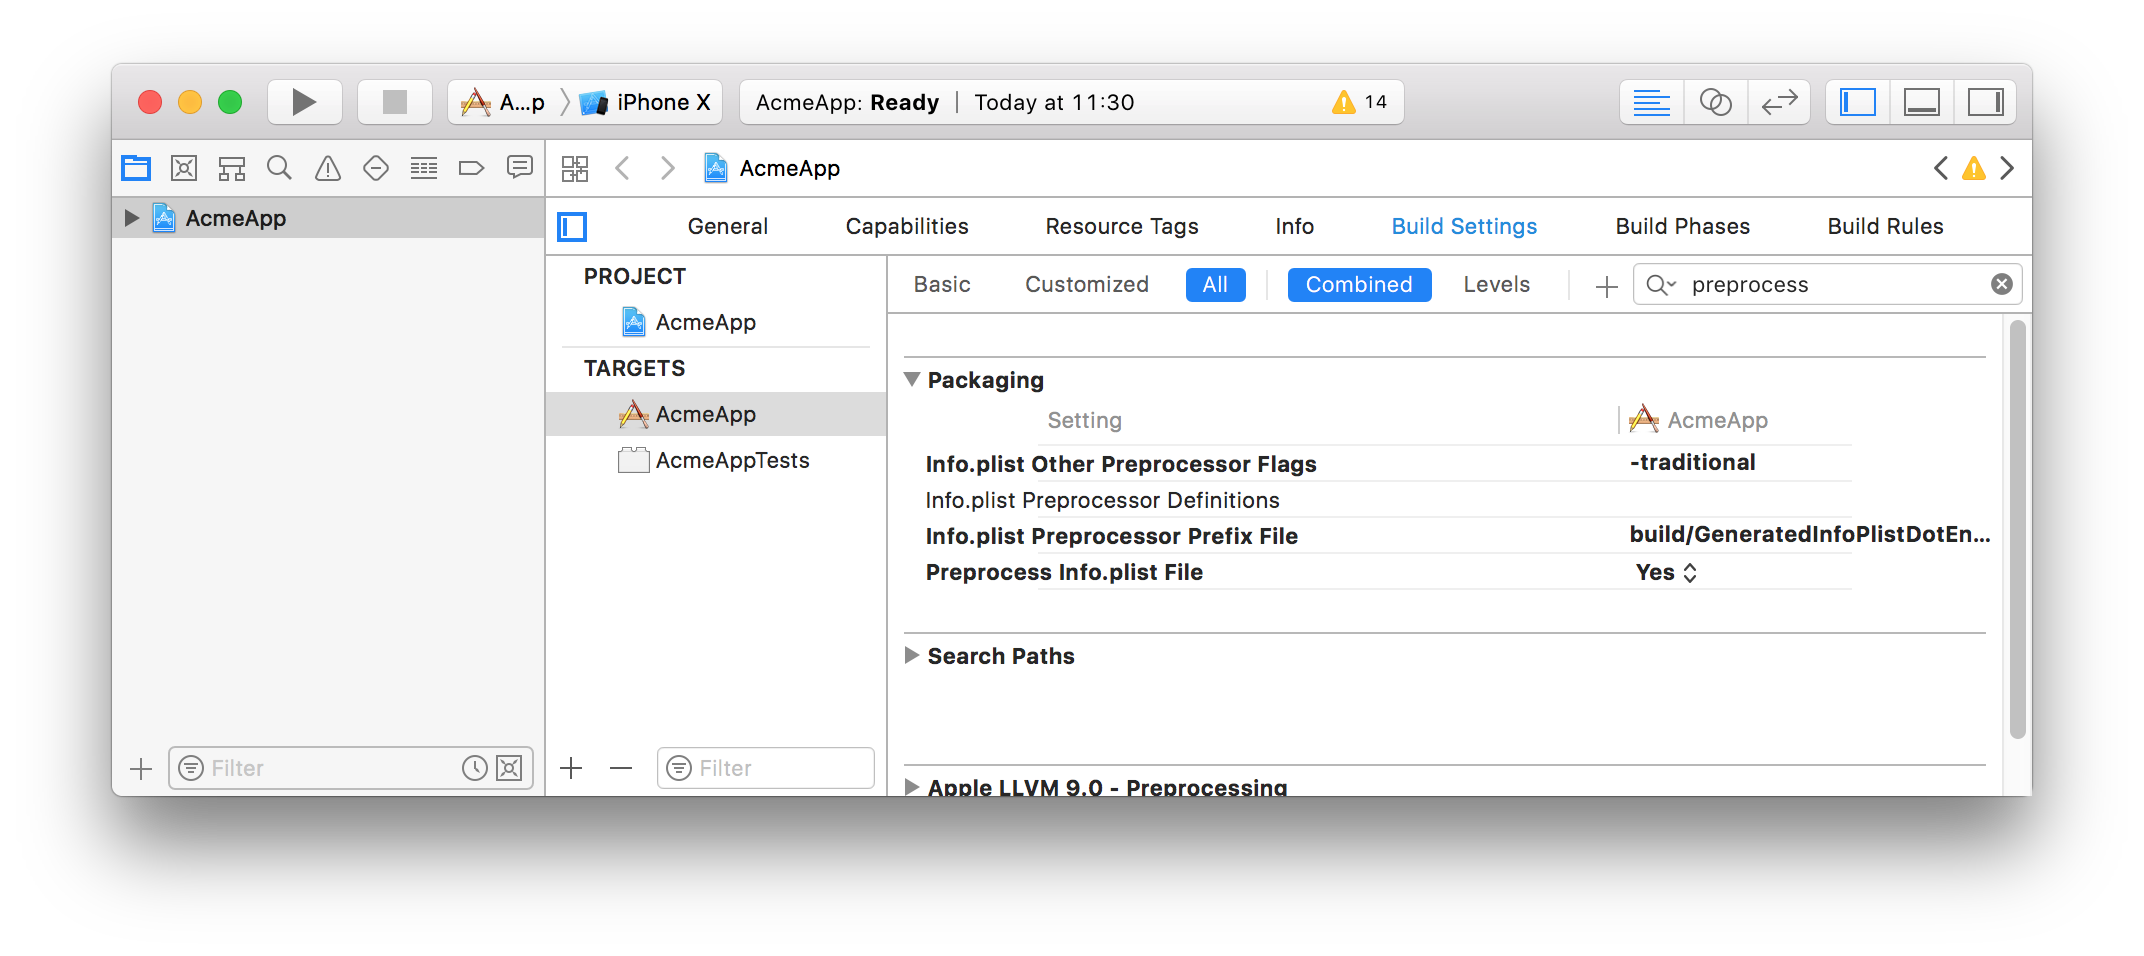 A...p iPhone X AcmeApp: Ready | Today at 11:30 14
AcmeApp
AcmeApp
General Capabilities Resource Tags Info Build Settings Build Phases Build Rules
PROJECT
AcmeApp
TARGETS
AcmeApp
AcmeAppTests
Basic Customized All Combined Levels preprocess
Packaging
Setting AcmeApp
Info.plist Other Preprocessor Flags -traditional
Info.plist Preprocessor Definitions
Info.plist Preprocessor Prefix File build/GeneratedInfoPlistDotEn...
Preprocess Info.plist File Yes
Search Paths
Apple LLVM 9.0 - Preprocessing
Filter
Filter